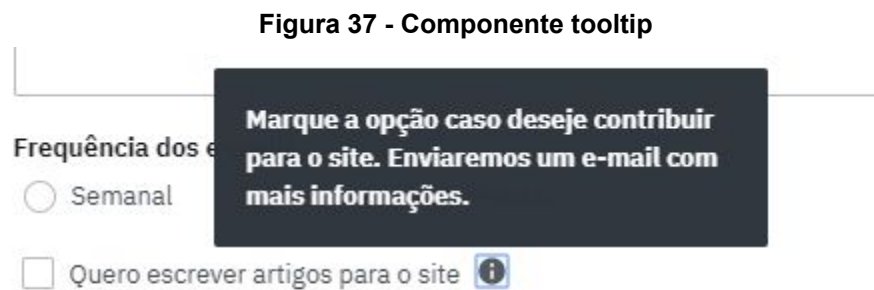 Figura 37 - Componente tooltip
Marque a opção caso deseje contribuir
para o site. Enviaremos um e-mail com
mais informações.
Frequência dos e
Semanal
Quero escrever artigos para o site